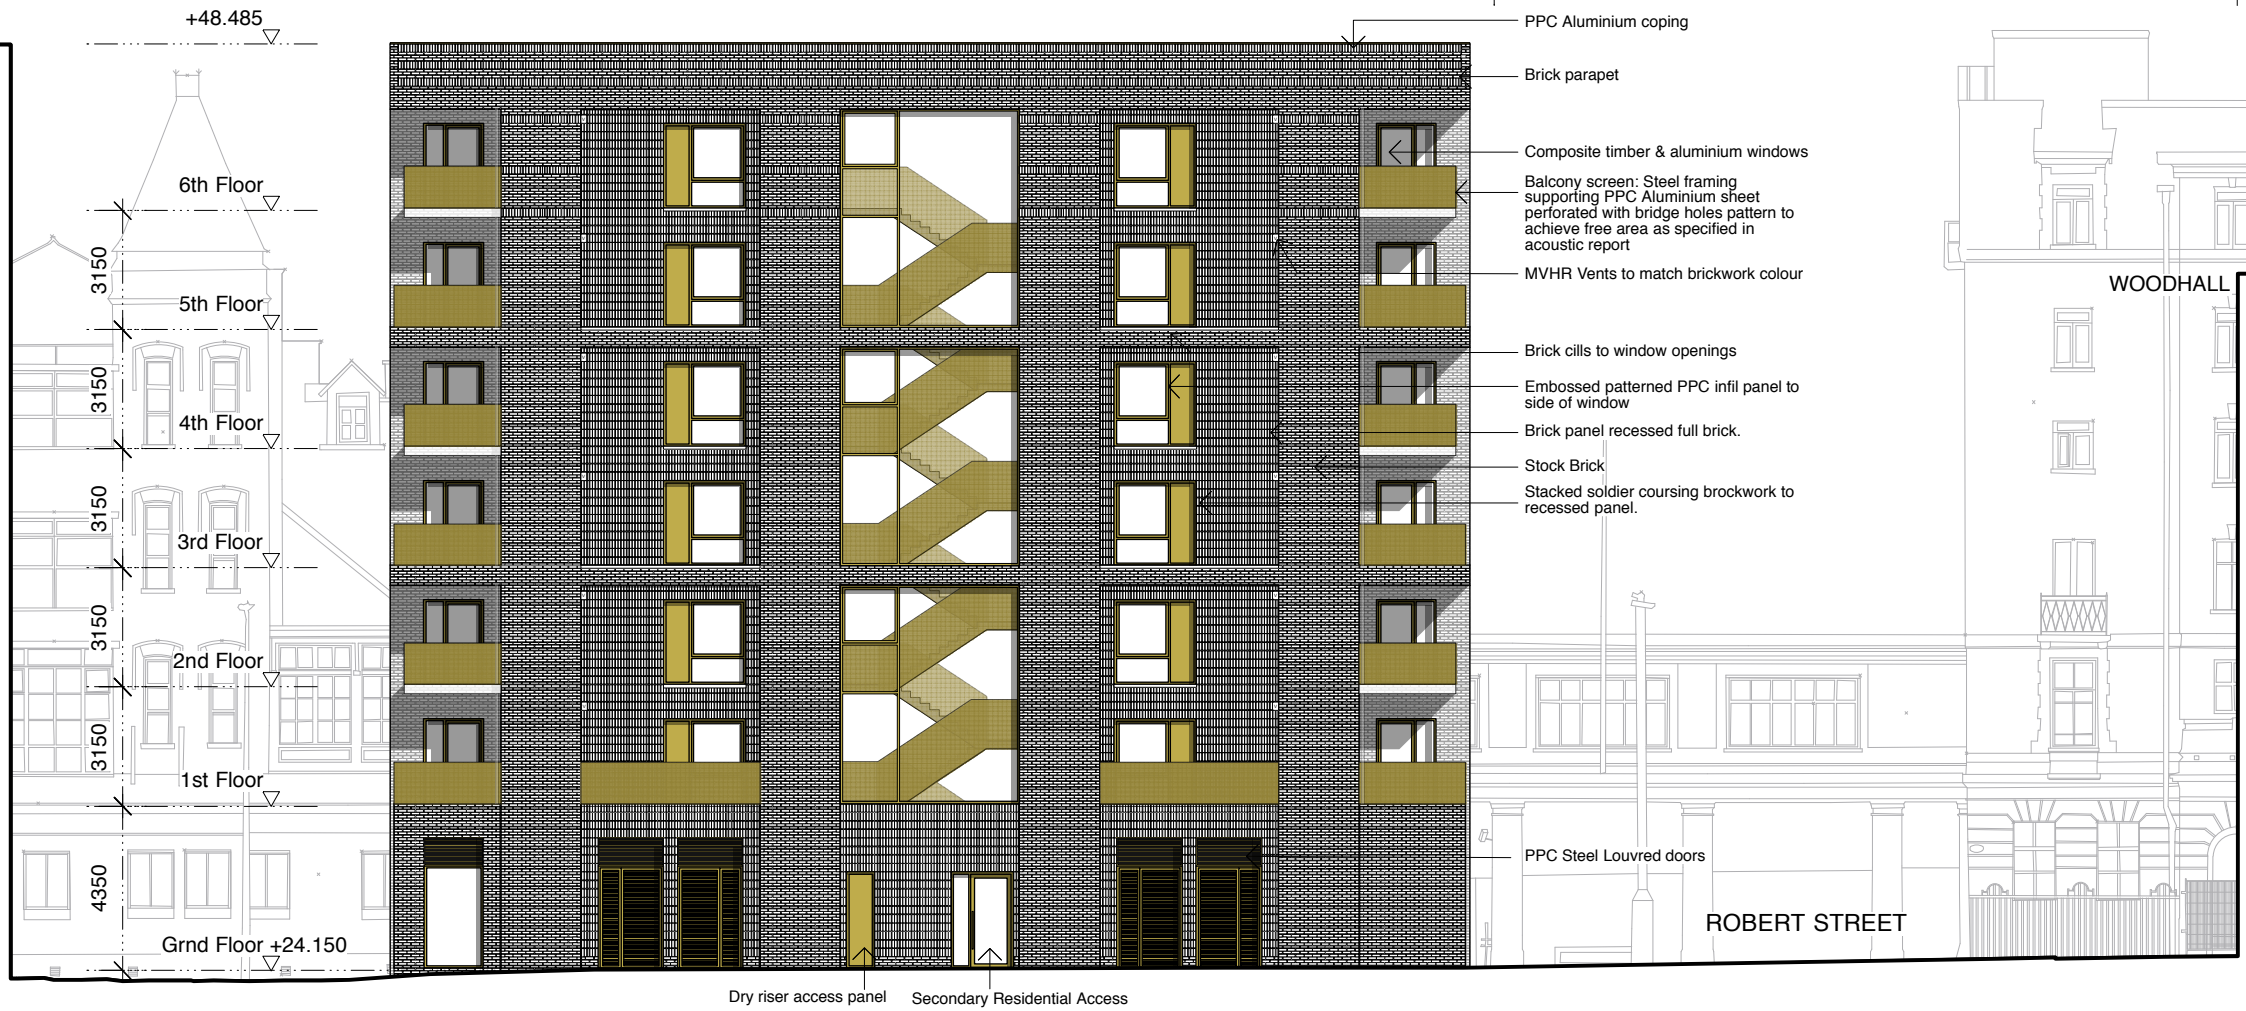 +48.485
6th Floor
3150
5th Floor
3150
4th Floor
3150
3rd Floor
3150
2nd Floor
3150
1st Floor
4350
Grnd Floor +24.150
PPC Aluminium coping
Brick parapet
Composite timber & aluminium windows
Balcony screen: Steel framing
supporting PPC Aluminium sheet
perforated with bridge holes pattern to
achieve free area as specified in
acoustic report
MVHR Vents to match brickwork colour
Brick cills to window openings
Embossed patterned PPC infil panel to
side of window
Brick panel recessed full brick.
Stock Brick
Stacked soldier coursing brockwork to
recessed panel.
PPC Steel Louvred doors
WOODHALL
ROBERT STREET
Dry riser access panel
Secondary Residential Access